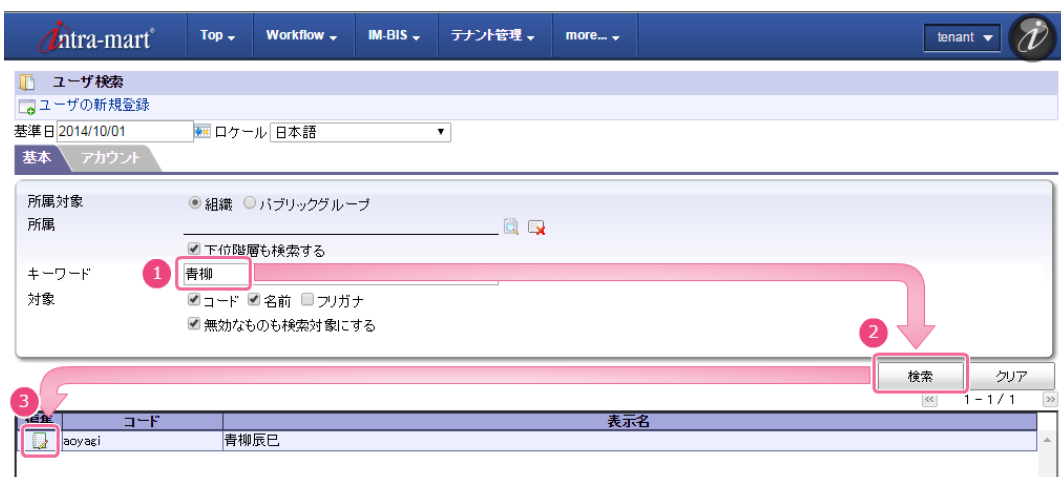 intra-mart® Top Workflow IM-BIS テナント管理 more... tenant
ユーザ検索
ユーザの新規登録
基準日 2014/10/01 ロケール 日本語
基本 アカウント
所属対象 組織 パブリックグループ
所属
下位階層も検索する
キーワード 1 青柳
対象 コード 名前 フリガナ
無効なものも検索対象にする
2
検索 クリア
3 << 1 - 1 / 1 >>
編集 コード 表示名
aoyagi 青柳辰巳